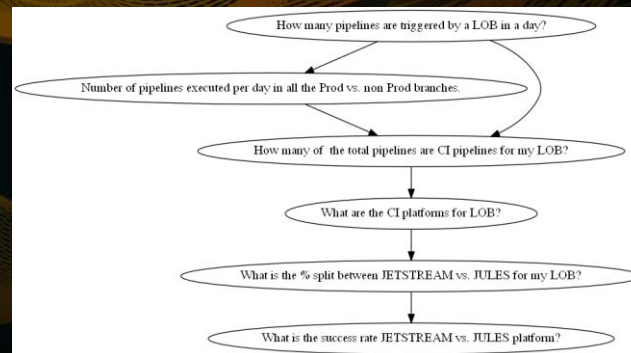 How many pipelines are triggered by a LOB in a day?
Number of pipelines executed per day in all the Prod vs. non Prod branches.
How many of the total pipelines are CI pipelines for my LOB?
What are the CI platforms for LOB?
What is the % split between JETSTREAM vs. JULES for my LOB?
What is the success rate JETSTREAM vs. JULES platform?